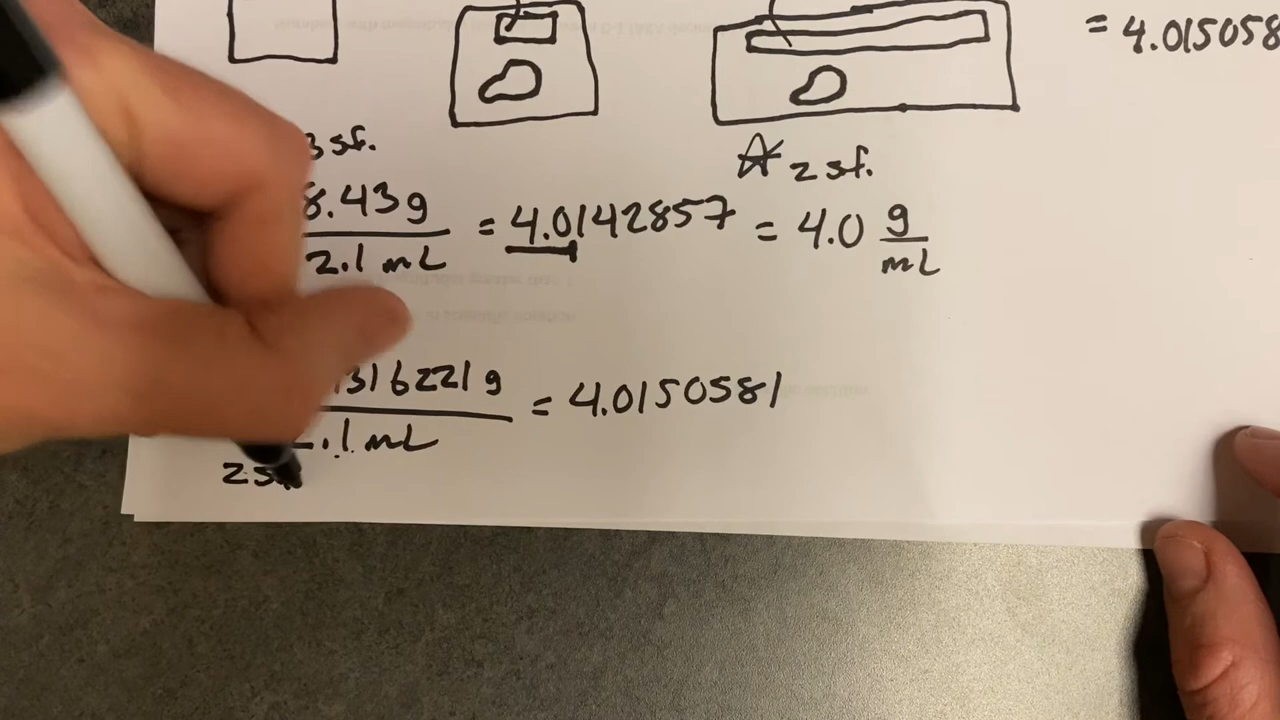 = 4.015058
3 sf.
2 sf.
8.43 g
2.1 mL
= 4.0142857 = 4.0 g
mL
316221 g
.1 mL
= 4.0150581
2 s